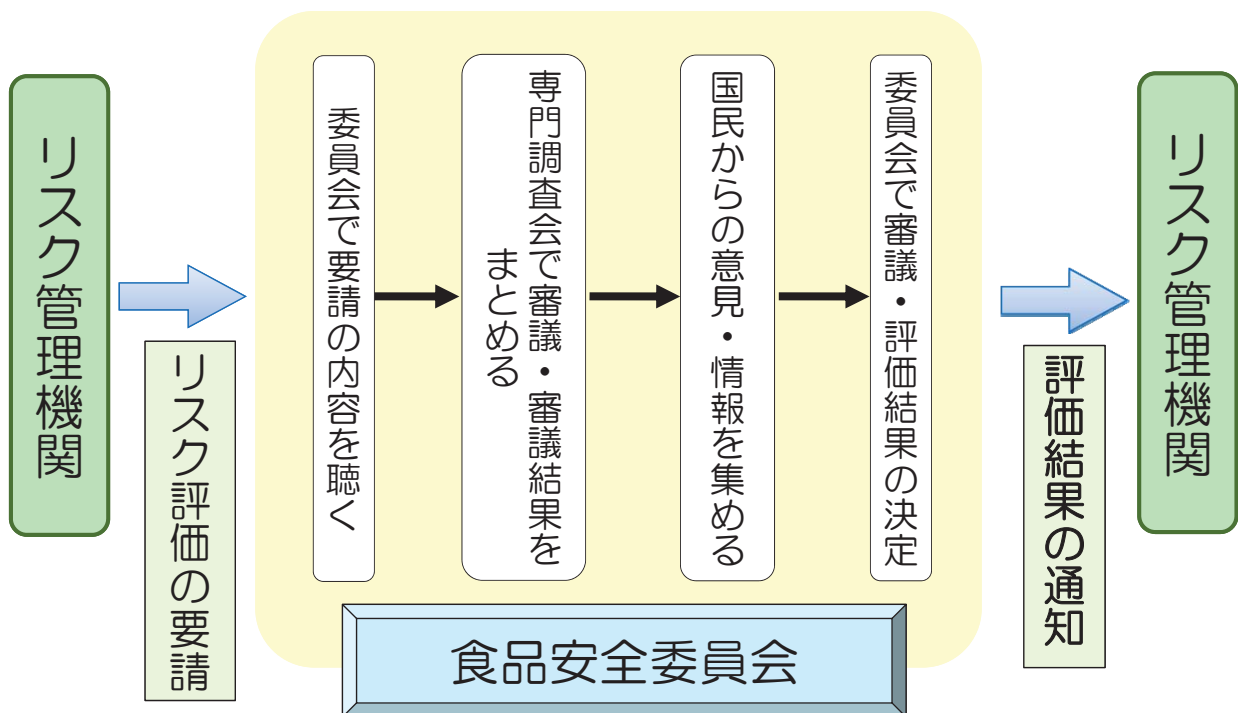 リスク管理機関
リスク評価の要請
委員会で要請の内容を聴く
専門調査会で審議・審議結果を
まとめる
国民からの意見・情報を集める
委員会で審議・評価結果の決定
食品安全委員会
評価結果の通知
リスク管理機関